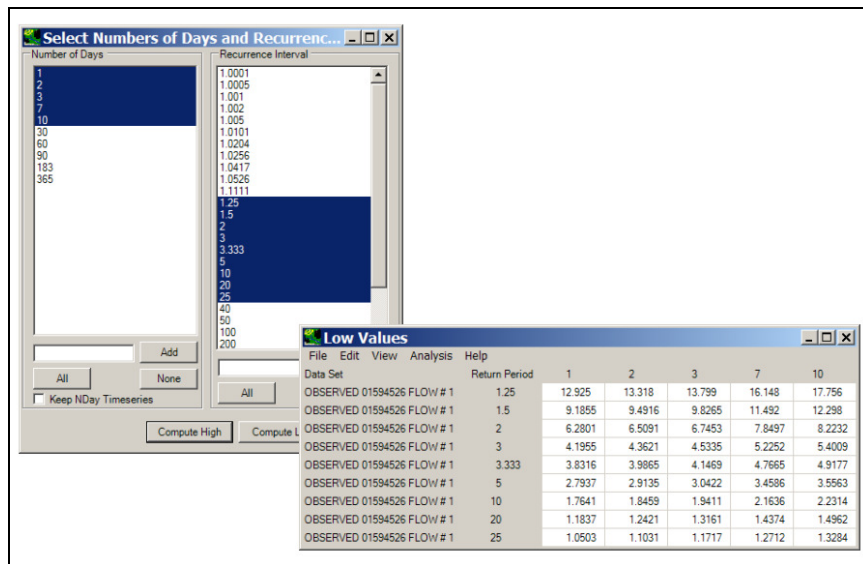 Select Numbers of Days and Recurrenc...
Number of Days
1
2
3
7
10
30
60
90
183
365
Add
All None
Keep NDay Timeseries
Recurrence Interval
1.0001
1.0005
1.001
1.002
1.005
1.0101
1.0204
1.0256
1.0417
1.0526
1.1111
1.25
1.5
2
3
3.333
5
10
20
25
40
50
100
200
All
Compute High Compute L
Low Values
File Edit View Analysis Help
Data Set Return Period 1 2 3 7 10
OBSERVED 01594526 FLOW # 1 1.25 12.925 13.318 13.799 16.148 17.756
OBSERVED 01594526 FLOW # 1 1.5 9.1855 9.4916 9.8265 11.492 12.298
OBSERVED 01594526 FLOW # 1 2 6.2801 6.5091 6.7453 7.8497 8.2232
OBSERVED 01594526 FLOW # 1 3 4.1955 4.3621 4.5335 5.2252 5.4009
OBSERVED 01594526 FLOW # 1 3.333 3.8316 3.9865 4.1469 4.7665 4.9177
OBSERVED 01594526 FLOW # 1 5 2.7937 2.9135 3.0422 3.4586 3.5563
OBSERVED 01594526 FLOW # 1 10 1.7641 1.8459 1.9411 2.1636 2.2314
OBSERVED 01594526 FLOW # 1 20 1.1837 1.2421 1.3161 1.4374 1.4962
OBSERVED 01594526 FLOW # 1 25 1.0503 1.1031 1.1717 1.2712 1.3284